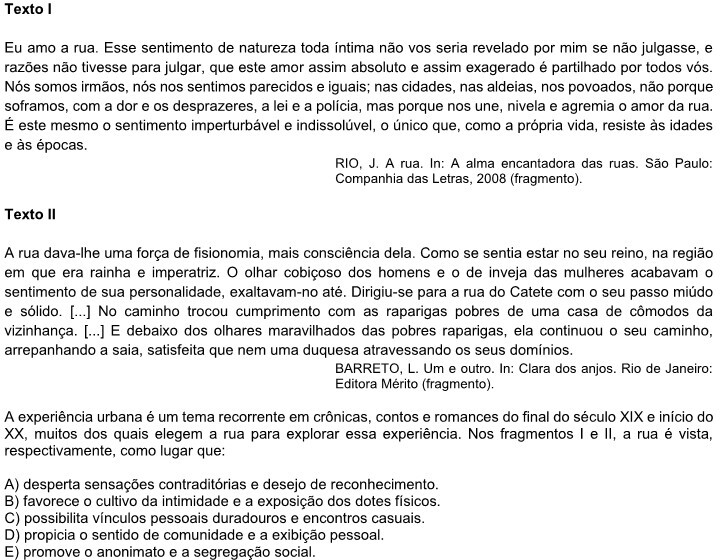 Texto I
Eu amo a rua. Esse sentimento de natureza toda íntima não vos seria revelado por mim se não julgasse, e
razões não tivesse para julgar, que este amor assim absoluto e assim exagerado é partilhado por todos vós.
Nós somos irmãos, nós nos sentimos parecidos e iguais; nas cidades, nas aldeias, nos povoados, não porque
soframos, com a dor e os desprazeres, a lei e a polícia, mas porque nos une, nivela e agremia o amor da rua.
É este mesmo o sentimento imperturbável e indissolúvel, o único que, como a própria vida, resiste às idades
e às épocas.
RIO, J. A rua. In: A alma encantadora das ruas. São Paulo:
Companhia das Letras, 2008 (fragmento).
Texto II
A rua dava-lhe uma força de fisionomia, mais consciência dela. Como se sentia estar no seu reino, na região
em que era rainha e imperatriz. O olhar cobiçoso dos homens e o de inveja das mulheres acabavam o
sentimento de sua personalidade, exaltavam-no até. Dirigiu-se para a rua do Catete com o seu passo miúdo
e sólido. [...] No caminho trocou cumprimento com as raparigas pobres de uma casa de cômodos da
vizinhança. [...] E debaixo dos olhares maravilhados das pobres raparigas, ela continuou o seu caminho,
arrepanhando a saia, satisfeita que nem uma duquesa atravessando os seus domínios.
BARRETO, L. Um e outro. In: Clara dos anjos. Rio de Janeiro:
Editora Mérito (fragmento).
A experiência urbana é um tema recorrente em crônicas, contos e romances do final do século XIX e início do
XX, muitos dos quais elegem a rua para explorar essa experiência. Nos fragmentos I e II, a rua é vista,
respectivamente, como lugar que:
A) desperta sensações contraditórias e desejo de reconhecimento.
B) favorece o cultivo da intimidade e a exposição dos dotes físicos.
C) possibilita vínculos pessoais duradouros e encontros casuais.
D) propicia o sentido de comunidade e a exibição pessoal.
E) promove o anonimato e a segregação social.